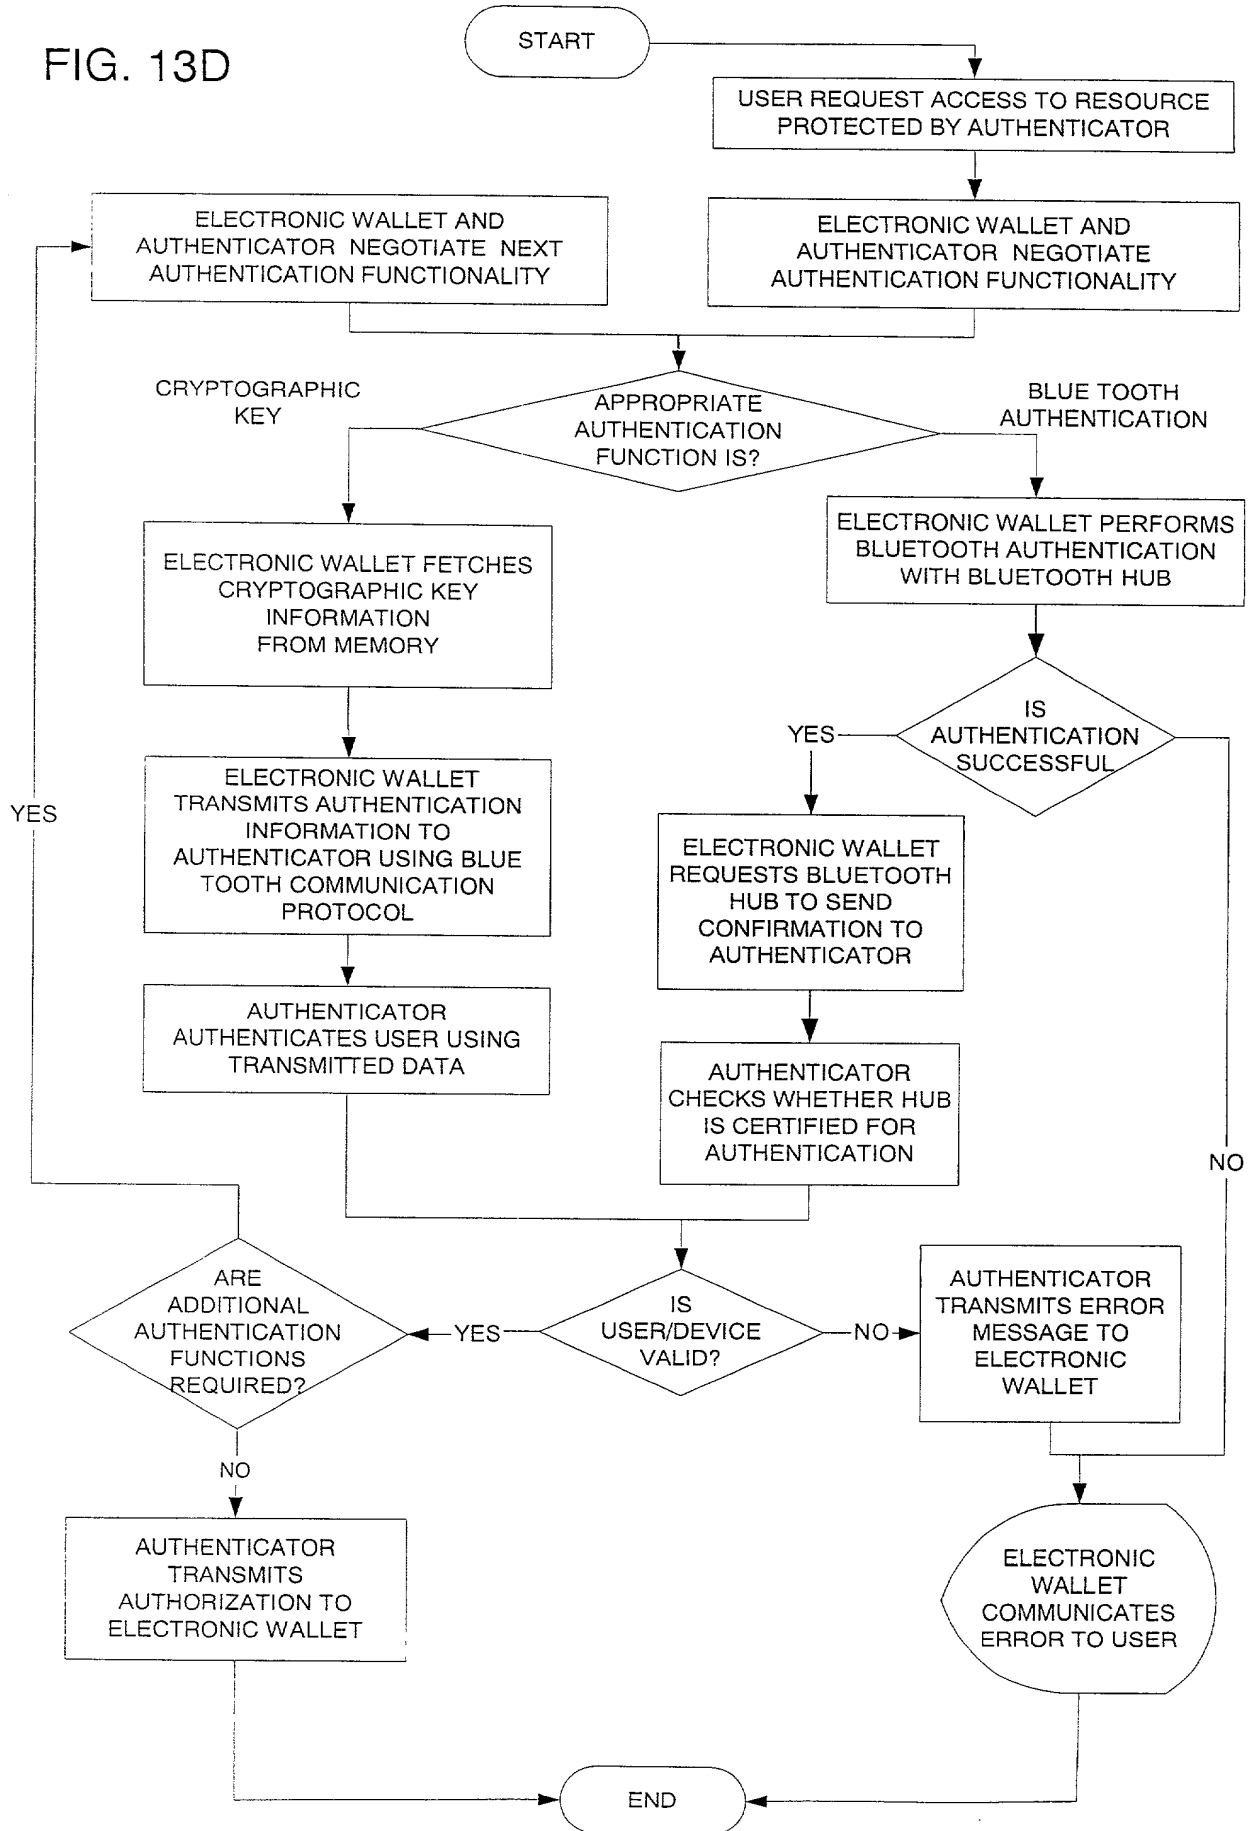 FIG. 13D
START
USER REQUEST ACCESS TO RESOURCE
PROTECTED BY AUTHENTICATOR
ELECTRONIC WALLET AND
AUTHENTICATOR NEGOTIATE NEXT
AUTHENTICATION FUNCTIONALITY
ELECTRONIC WALLET AND
AUTHENTICATOR NEGOTIATE
AUTHENTICATION FUNCTIONALITY
CRYPTOGRAPHIC
KEY
APPROPRIATE
AUTHENTICATION
FUNCTION IS?
BLUE TOOTH
AUTHENTICATION
ELECTRONIC WALLET FETCHES
CRYPTOGRAPHIC KEY
INFORMATION
FROM MEMORY
ELECTRONIC WALLET PERFORMS
BLUETOOTH AUTHENTICATION
WITH BLUETOOTH HUB
IS
AUTHENTICATION
SUCCESSFUL
YES
NO
ELECTRONIC WALLET
TRANSMITS AUTHENTICATION
INFORMATION TO
AUTHENTICATOR USING BLUE
TOOTH COMMUNICATION
PROTOCOL
ELECTRONIC WALLET
REQUESTS BLUETOOTH
HUB TO SEND
CONFIRMATION TO
AUTHENTICATOR
AUTHENTICATOR
AUTHENTICATES USER USING
TRANSMITTED DATA
AUTHENTICATOR
CHECKS WHETHER HUB
IS CERTIFIED FOR
AUTHENTICATION
IS
USER/DEVICE
VALID?
YES
NO
ARE
ADDITIONAL
AUTHENTICATION
FUNCTIONS
REQUIRED?
YES
NO
AUTHENTICATOR
TRANSMITS ERROR
MESSAGE TO
ELECTRONIC
WALLET
AUTHENTICATOR
TRANSMITS
AUTHORIZATION TO
ELECTRONIC WALLET
ELECTRONIC
WALLET
COMMUNICATES
ERROR TO USER
END